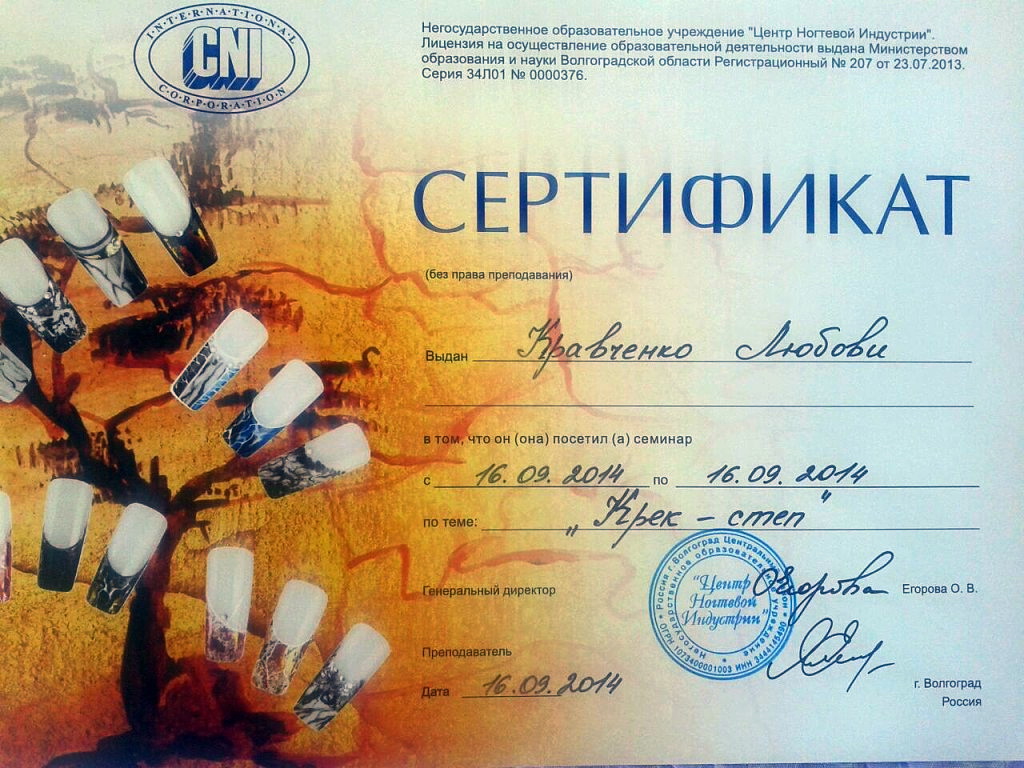 INTERNATIONAL
CNI
CORPORATION
Негосударственное образовательное учреждение "Центр Ногтевой Индустрии".
Лицензия на осуществление образовательной деятельности выдана Министерством
образования и науки Волгоградской области Регистрационный № 207 от 23.07.2013.
Серия 34Л01 № 0000376.
СЕРТИФИКАТ
(без права преподавания)
Выдан Кравченко Любови
в том, что он (она) посетил (а) семинар
с 16.09.2014 по 16.09.2014
по теме: „Крек - степ"
Генеральный директор Егорова Егорова О. В.
"Центр
Ногтевой
Индустрии"
Преподаватель
Дата 16.09.2014
г. Волгоград
Россия